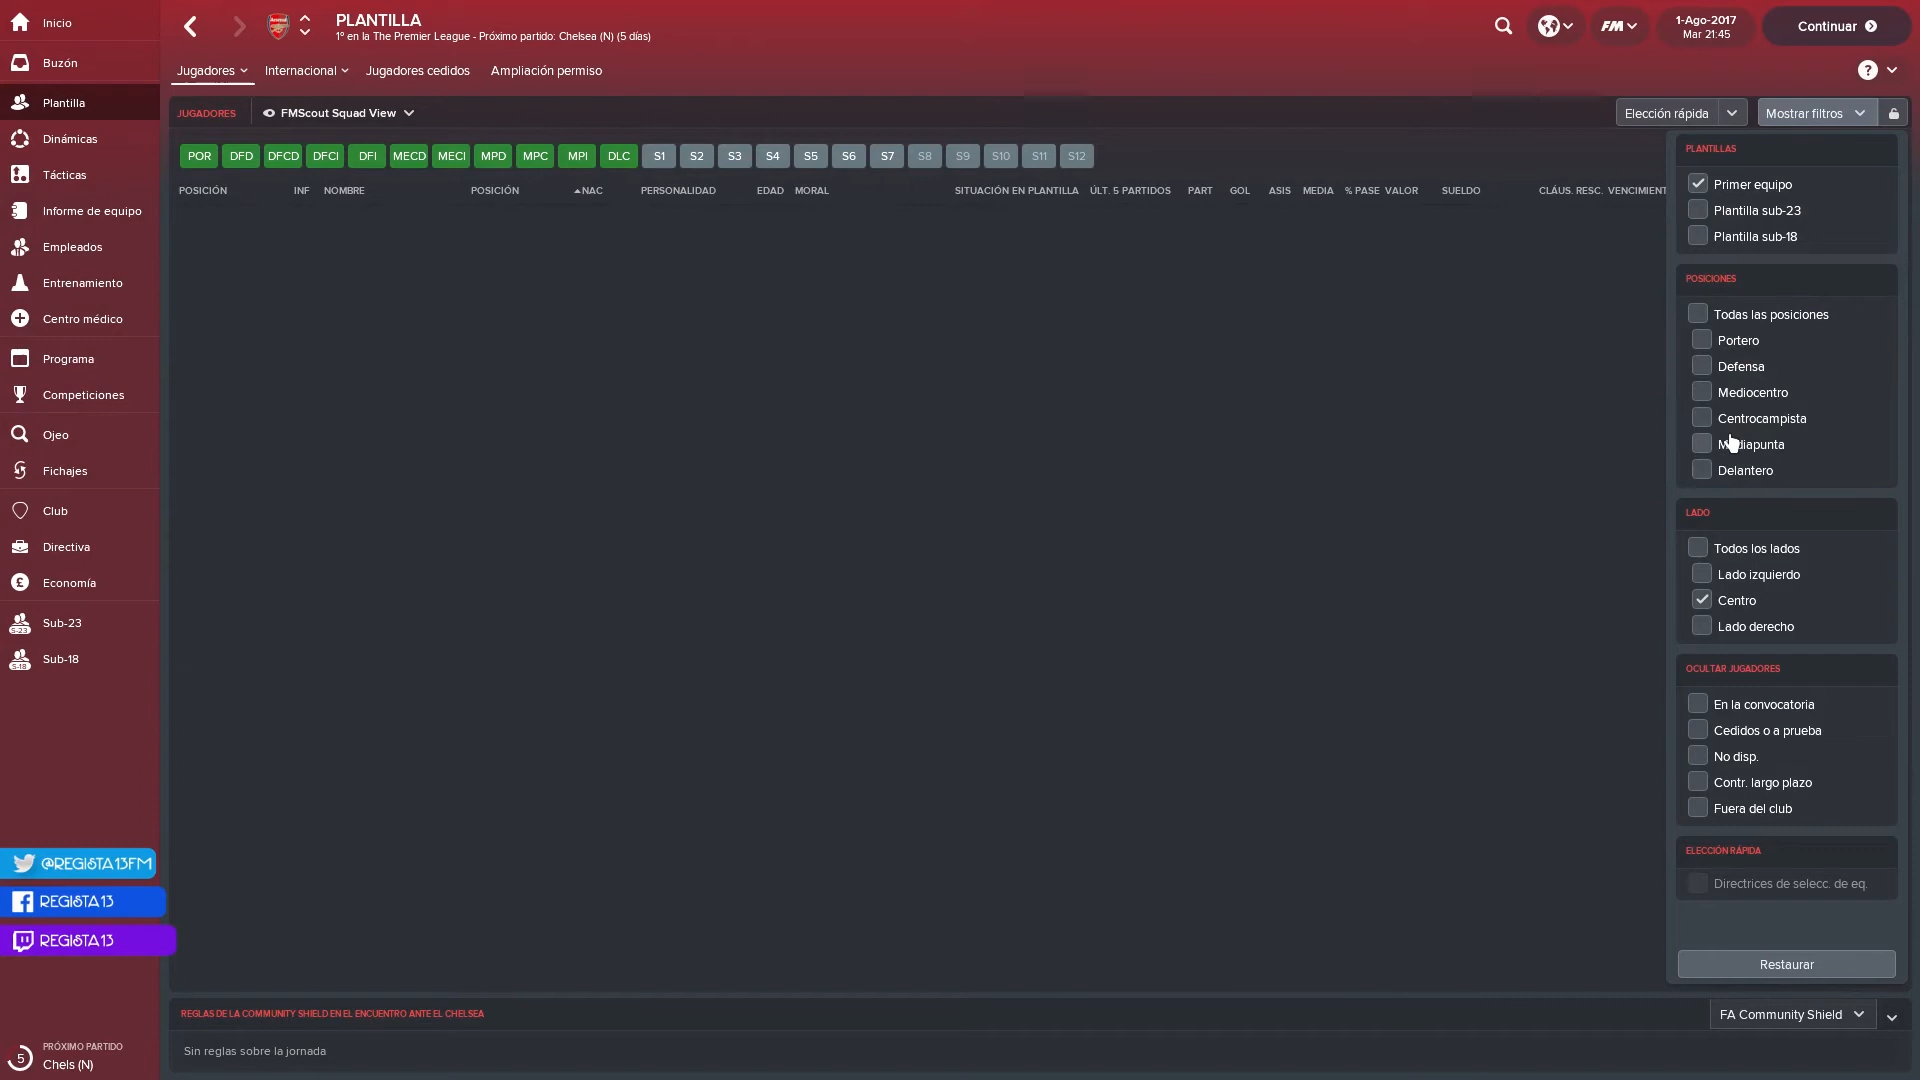 Inicio
Buzón
Plantilla
Dinámicas
Tácticas
Informe de equipo
Empleados
Entrenamiento
Centro médico
Programa
Competiciones
Ojeo
Fichajes
Club
Directiva
Economía
S-23
Sub-23
S-18
Sub-18
@REGISTA13FM
REGISTA13
REGISTA13
5
PRÓXIMO PARTIDO
Chels (N)
Arsenal
PLANTILLA
1º en la The Premier League - Próximo partido: Chelsea (N) (5 días)
FM
1-Ago-2017
Mar 21:45
Continuar
Jugadores Internacional Jugadores cedidos Ampliación permiso
?
JUGADORES FMScout Squad View
Elección rápida Mostrar filtros
POR DFD DFCD DFCI DFI MECD MECI MPD MPC MPI DLC S1 S2 S3 S4 S5 S6 S7 S8 S9 S10 S11 S12
POSICIÓN INF NOMBRE POSICIÓN NAC PERSONALIDAD EDAD MORAL SITUACIÓN EN PLANTILLA ÚLT. 5 PARTIDOS PART GOL ASIS MEDIA % PASE VALOR SUELDO CLÁUS. RESC. VENCIMIENT
PLANTILLAS
Primer equipo
Plantilla sub-23
Plantilla sub-18
POSICIONES
Todas las posiciones
Portero
Defensa
Mediocentro
Centrocampista
Mediapunta
Delantero
LADO
Todos los lados
Lado izquierdo
Centro
Lado derecho
OCULTAR JUGADORES
En la convocatoria
Cedidos o a prueba
No disp.
Contr. largo plazo
Fuera del club
ELECCIÓN RÁPIDA
Directrices de selecc. de eq.
Restaurar
REGLAS DE LA COMMUNITY SHIELD EN EL ENCUENTRO ANTE EL CHELSEA
FA Community Shield
Sin reglas sobre la jornada